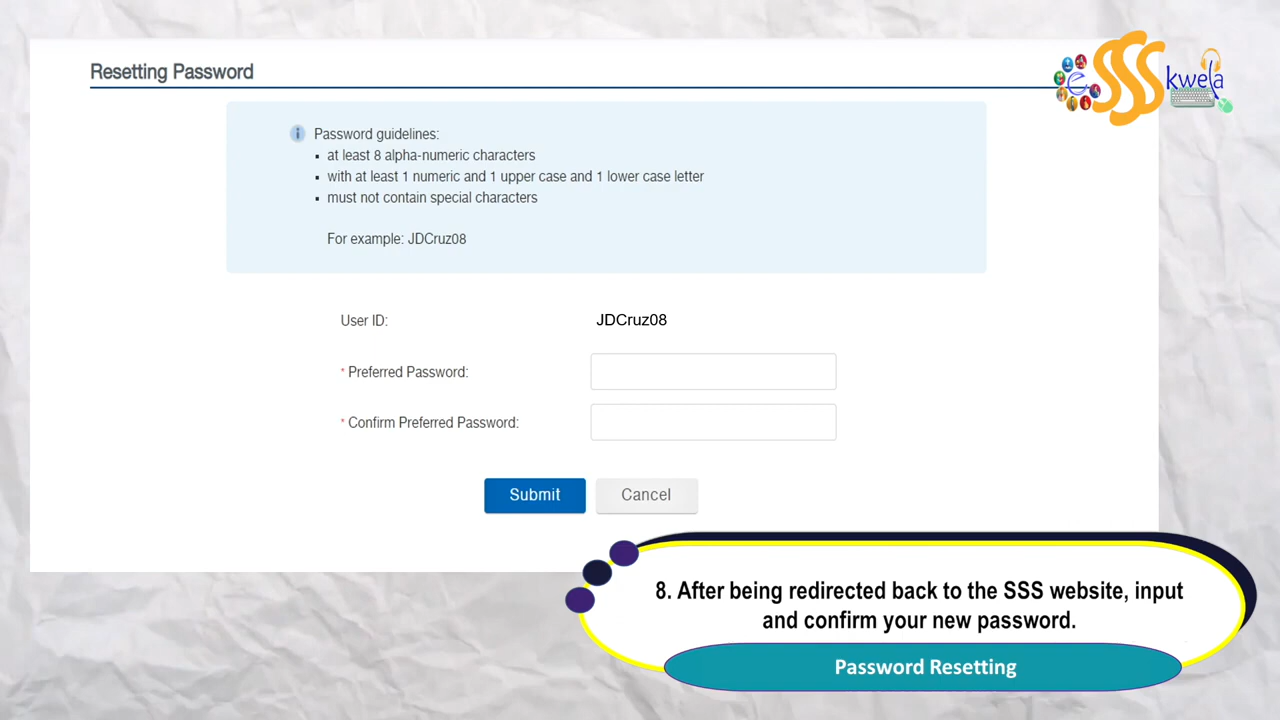 Resetting Password
eSSSkwela
i Password guidelines:
▪ at least 8 alpha-numeric characters
▪ with at least 1 numeric and 1 upper case and 1 lower case letter
▪ must not contain special characters
For example: JDCruz08
User ID: JDCruz08
* Preferred Password:
* Confirm Preferred Password:
Submit Cancel
8. After being redirected back to the SSS website, input
and confirm your new password.
Password Resetting